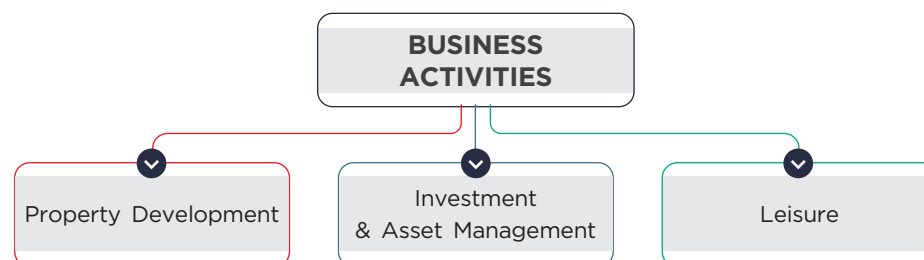 BUSINESS
ACTIVITIES
Property Development
Investment
& Asset Management
Leisure